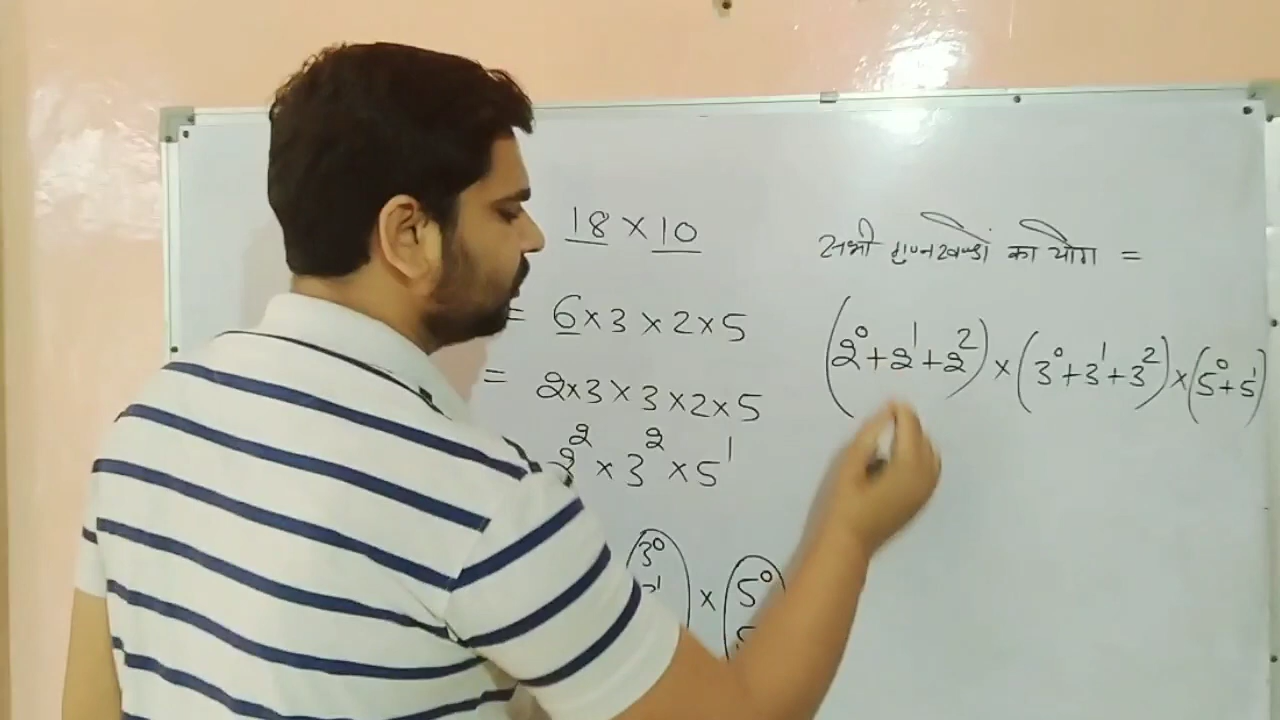 18 × 10
= 6 × 3 × 2 × 5
= 2 × 3 × 3 × 2 × 5
2² × 3² × 5¹
3⁰
× 5⁰
सभी गुणनखण्डों का योग =
(2⁰ + 2¹ + 2²) × (3⁰ + 3¹ + 3²) × (5⁰ + 5¹)